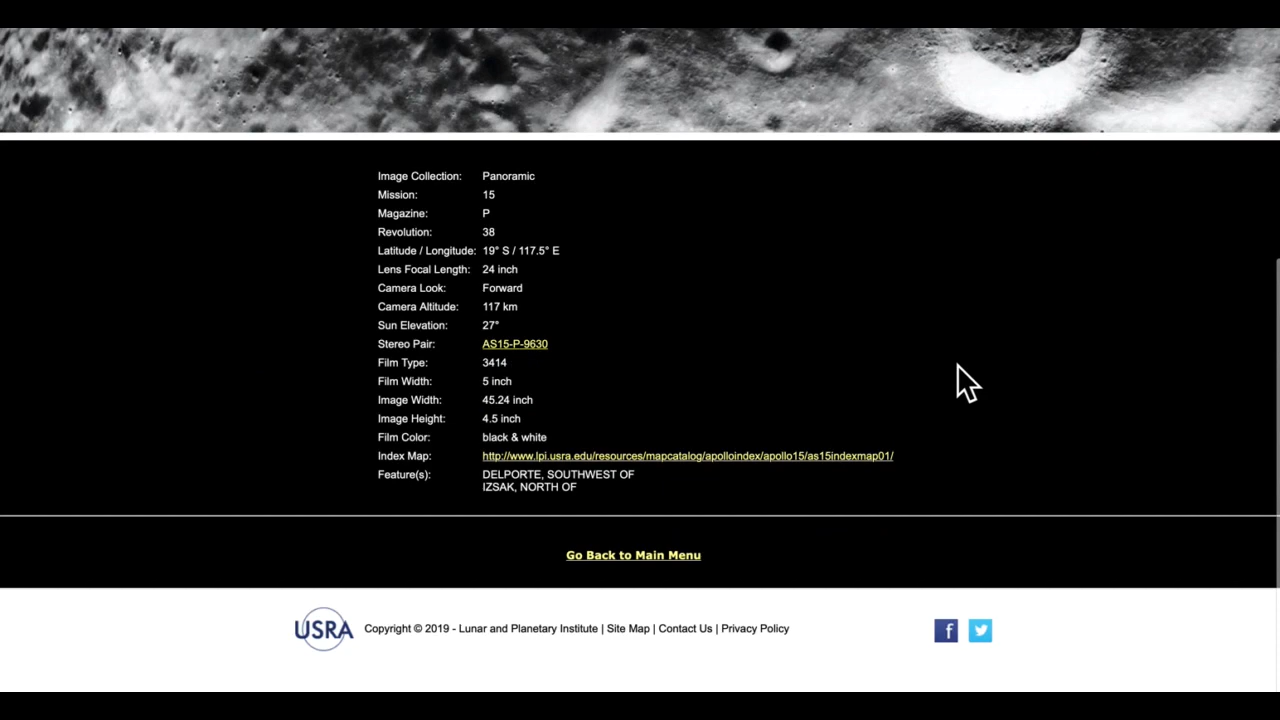 Image Collection: Panoramic
Mission: 15
Magazine: P
Revolution: 38
Latitude / Longitude: 19° S / 117.5° E
Lens Focal Length: 24 inch
Camera Look: Forward
Camera Altitude: 117 km
Sun Elevation: 27°
Stereo Pair: AS15-P-9630
Film Type: 3414
Film Width: 5 inch
Image Width: 45.24 inch
Image Height: 4.5 inch
Film Color: black & white
Index Map: http://www.lpi.usra.edu/resources/mapcatalog/apolloindex/apollo15/as15indexmap01/
Feature(s): DELPORTE, SOUTHWEST OF
IZSAK, NORTH OF
Go Back to Main Menu
USRA Copyright © 2019 - Lunar and Planetary Institute | Site Map | Contact Us | Privacy Policy